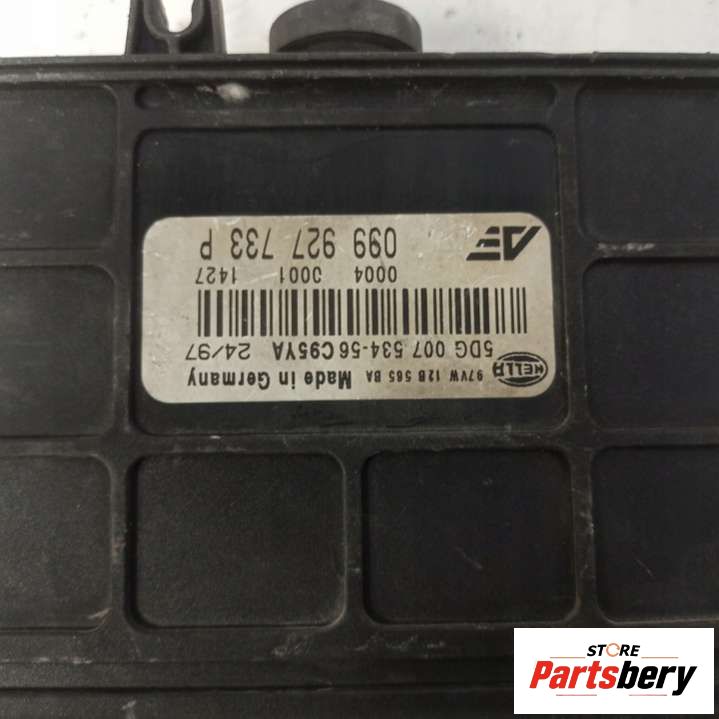 HELLA
97VW 12B 565 BA Made in Germany
5DG 007 534-56 C95YA 24/97
0004 0001 1427
099 927 733 P
STORE
Partsbery